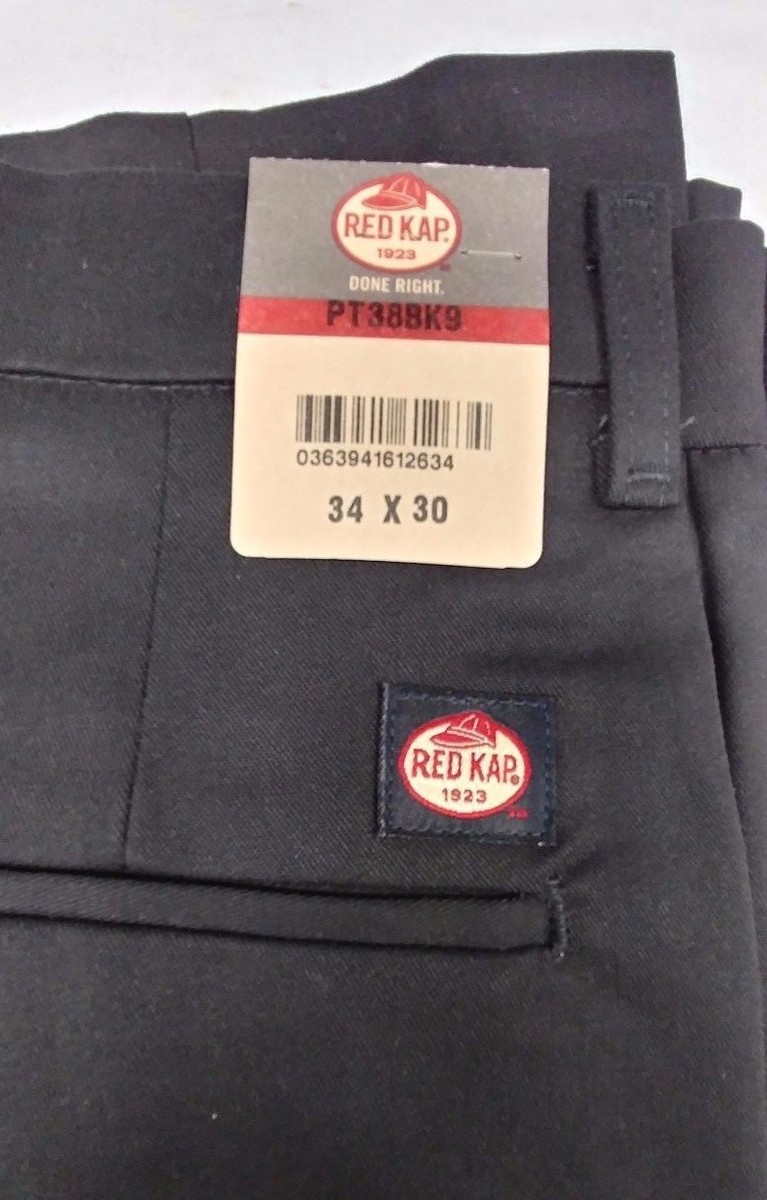 RED KAP.
1923
DONE RIGHT.
PT38BK9
0363941612634
34 X 30
RED KAP®
1923